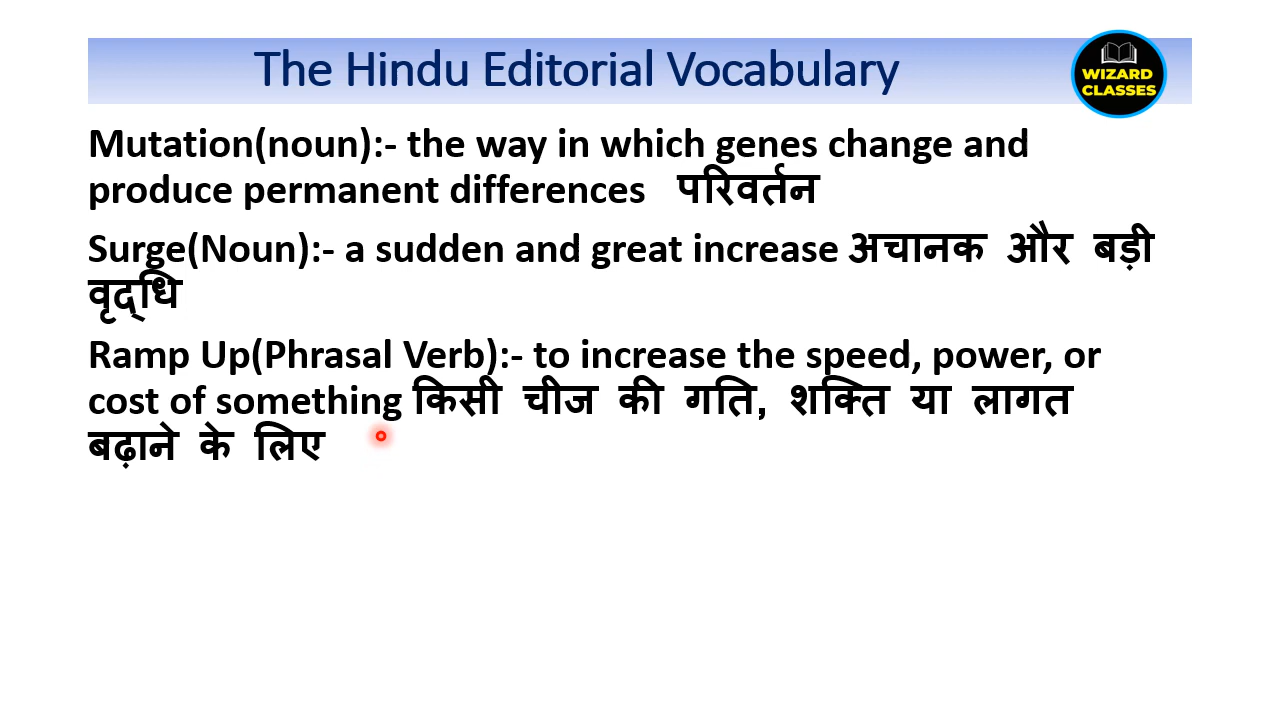 The Hindu Editorial Vocabulary
WIZARD
CLASSES
Mutation(noun):- the way in which genes change and
produce permanent differences परिवर्तन
Surge(Noun):- a sudden and great increase अचानक और बड़ी
वृद्धि
Ramp Up(Phrasal Verb):- to increase the speed, power, or
cost of something किसी चीज की गति, शक्ति या लागत
बढ़ाने के लिए